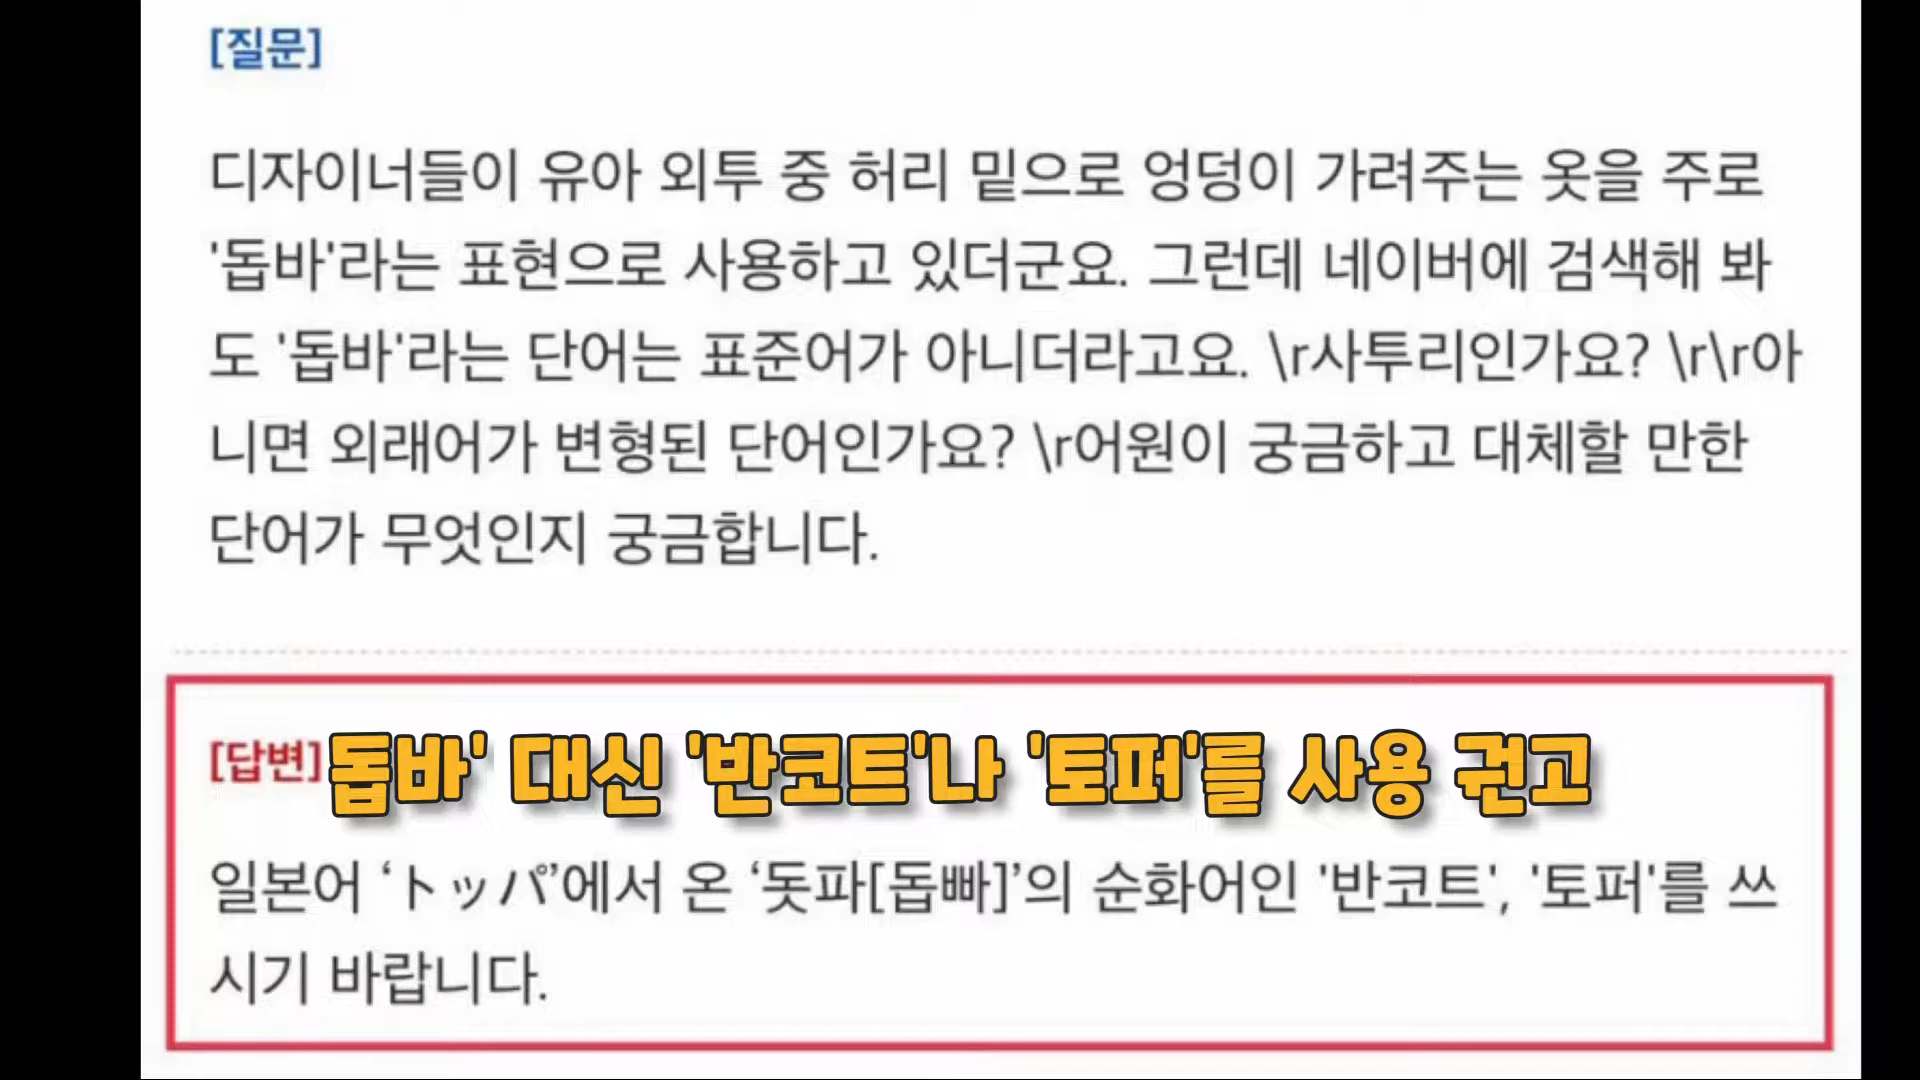 [질문]
디자이너들이 유아 외투 중 허리 밑으로 엉덩이 가려주는 옷을 주로
'돕바'라는 표현으로 사용하고 있더군요. 그런데 네이버에 검색해 봐
도 '돕바'라는 단어는 표준어가 아니더라고요. \r사투리인가요? \r\r아
니면 외래어가 변형된 단어인가요? \r어원이 궁금하고 대체할 만한
단어가 무엇인지 궁금합니다.
[답변] 돕바' 대신 '반코트'나 '토퍼'를 사용 권고
일본어 ‘トッパ’에서 온 ‘돗파[돕빠]’의 순화어인 '반코트', '토퍼'를 쓰
시기 바랍니다.